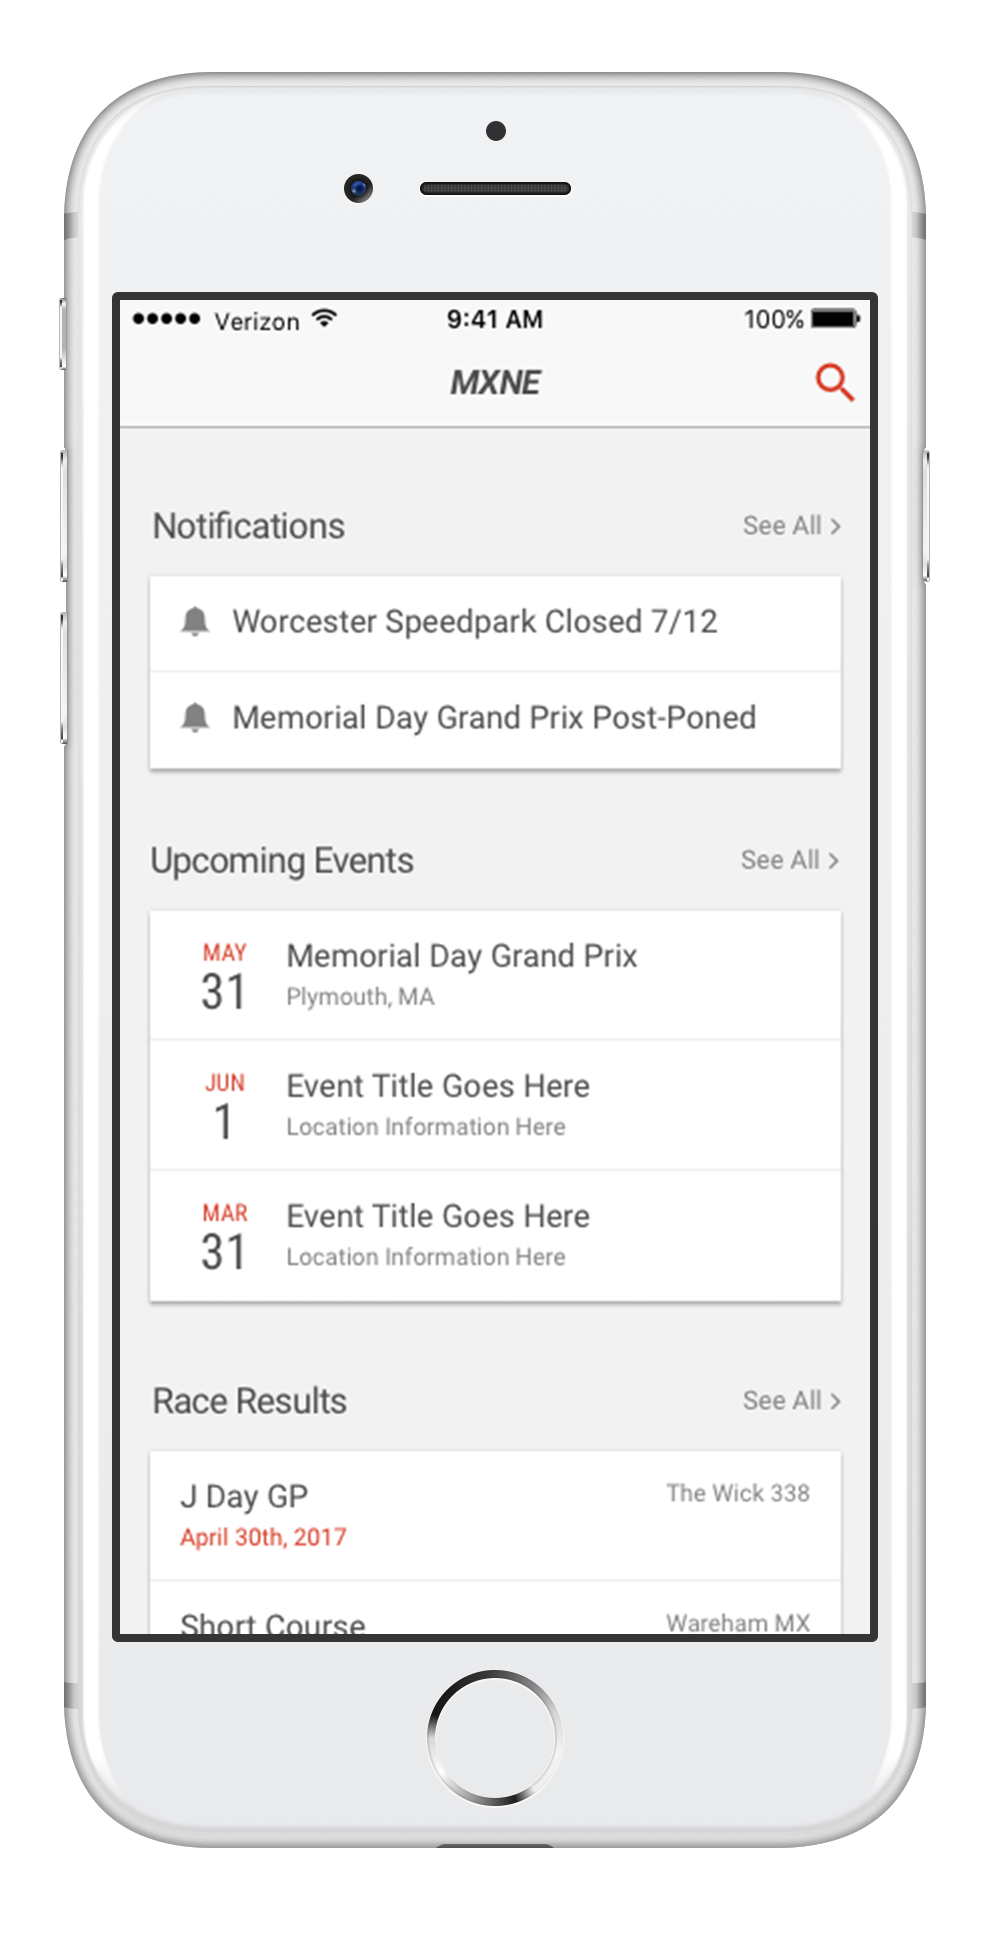 Verizon 9:41 AM 100%
MXNE
Notifications See All >
Worcester Speedpark Closed 7/12
Memorial Day Grand Prix Post-Poned
Upcoming Events See All >
MAY
31
Memorial Day Grand Prix
Plymouth, MA
JUN
1
Event Title Goes Here
Location Information Here
MAR
31
Event Title Goes Here
Location Information Here
Race Results See All >
J Day GP The Wick 338
April 30th, 2017
Short Course Wareham MX